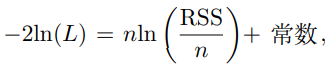 −2ln(L) = nln(RSS/n) + 常数,